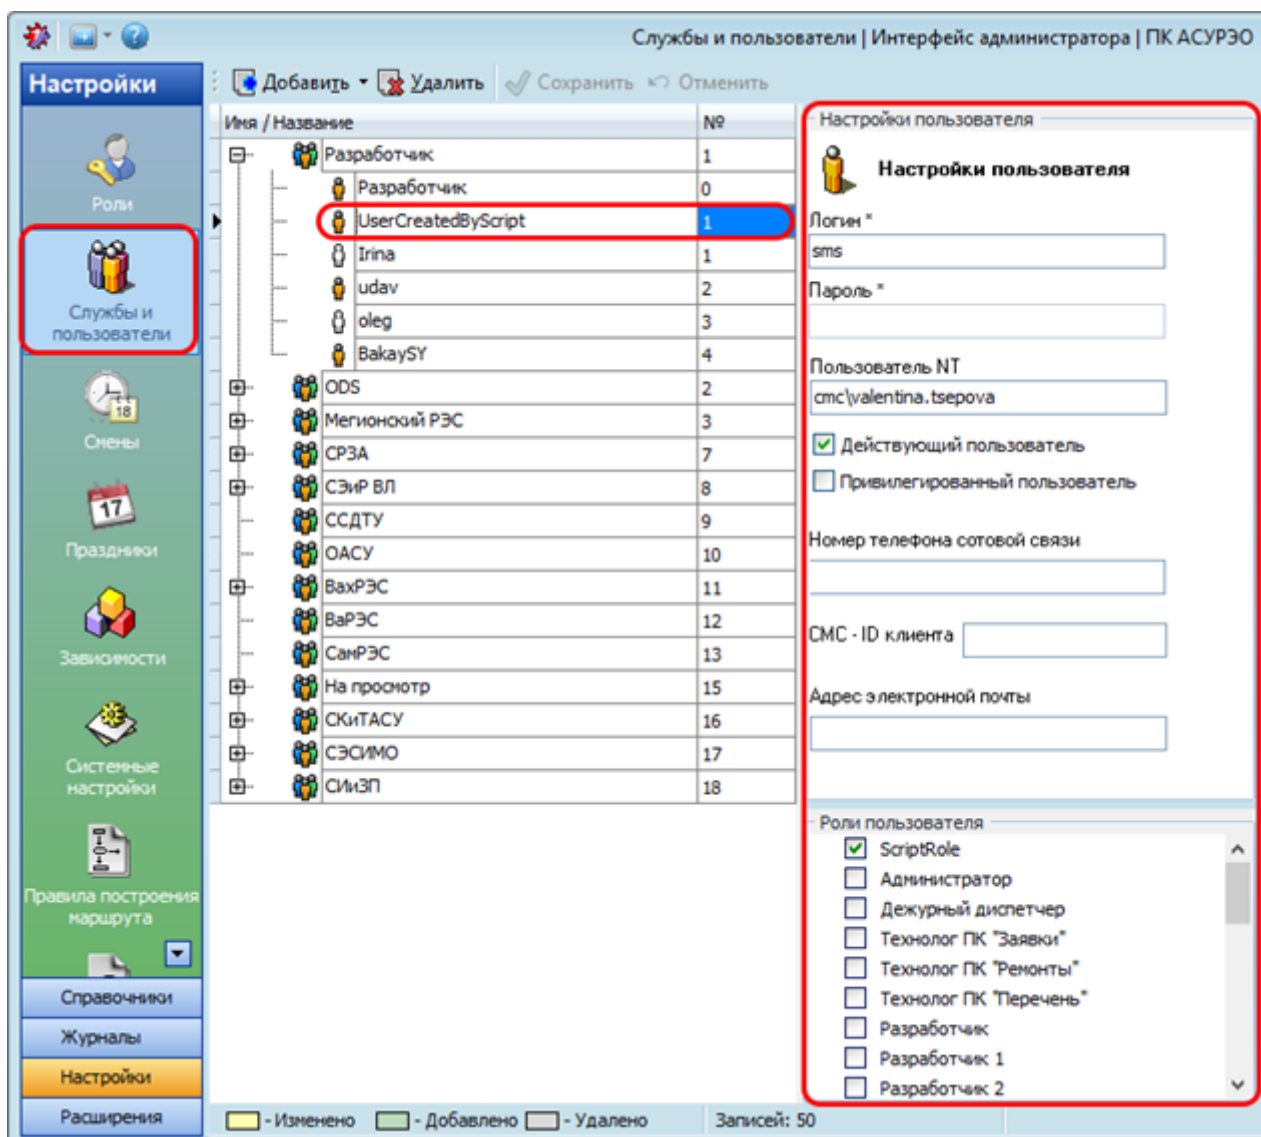 Службы и пользователи | Интерфейс администратора | ПК АСУРЭО
Настройки
Добавить Удалить Сохранить Отменить
Роли
Службы и
пользователи
18
Смены
17
Праздники
Зависимости
Системные
настройки
Правила построения
маршрута
Справочники
Журналы
Настройки
Расширения
Имя / Название №
Разработчик 1
Разработчик 0
UserCreatedByScript 1
Irina 1
udav 2
oleg 3
BakaySY 4
ODS 2
Мегионский РЭС 3
СРЗА 7
СЭиР ВЛ 8
ССДТУ 9
ОАСУ 10
ВахРЭС 11
ВаРЭС 12
СамРЭС 13
На просмотр 15
СКиТАСУ 16
СЭСИМО 17
СИиЗП 18
Настройки пользователя
Настройки пользователя
Логин *
sms
Пароль *
Пользователь NT
cmc\valentina.tsepova
Действующий пользователь
Привилегированный пользователь
Номер телефона сотовой связи
СМС - ID клиента
Адрес электронной почты
Роли пользователя
ScriptRole
Администратор
Дежурный диспетчер
Технолог ПК "Заявки"
Технолог ПК "Ремонты"
Технолог ПК "Перечень"
Разработчик
Разработчик 1
Разработчик 2
- Изменено - Добавлено - Удалено Записей: 50